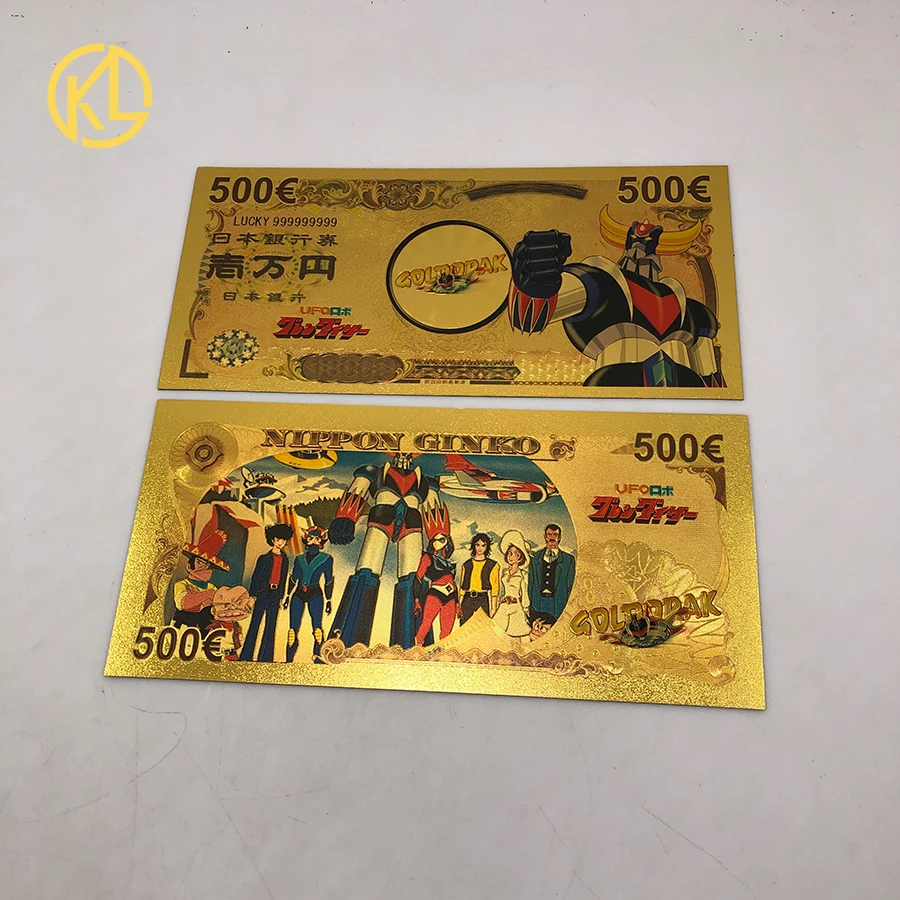 KL
500€
500€
LUCKY 999999999
日本銀行券
壱万円
日本銀行
GOLDORAK
UFOロボ
グレンダイザー
NIPPON GINKO
500€
UFOロボ
グレンダイザー
GOLDORAK
500€